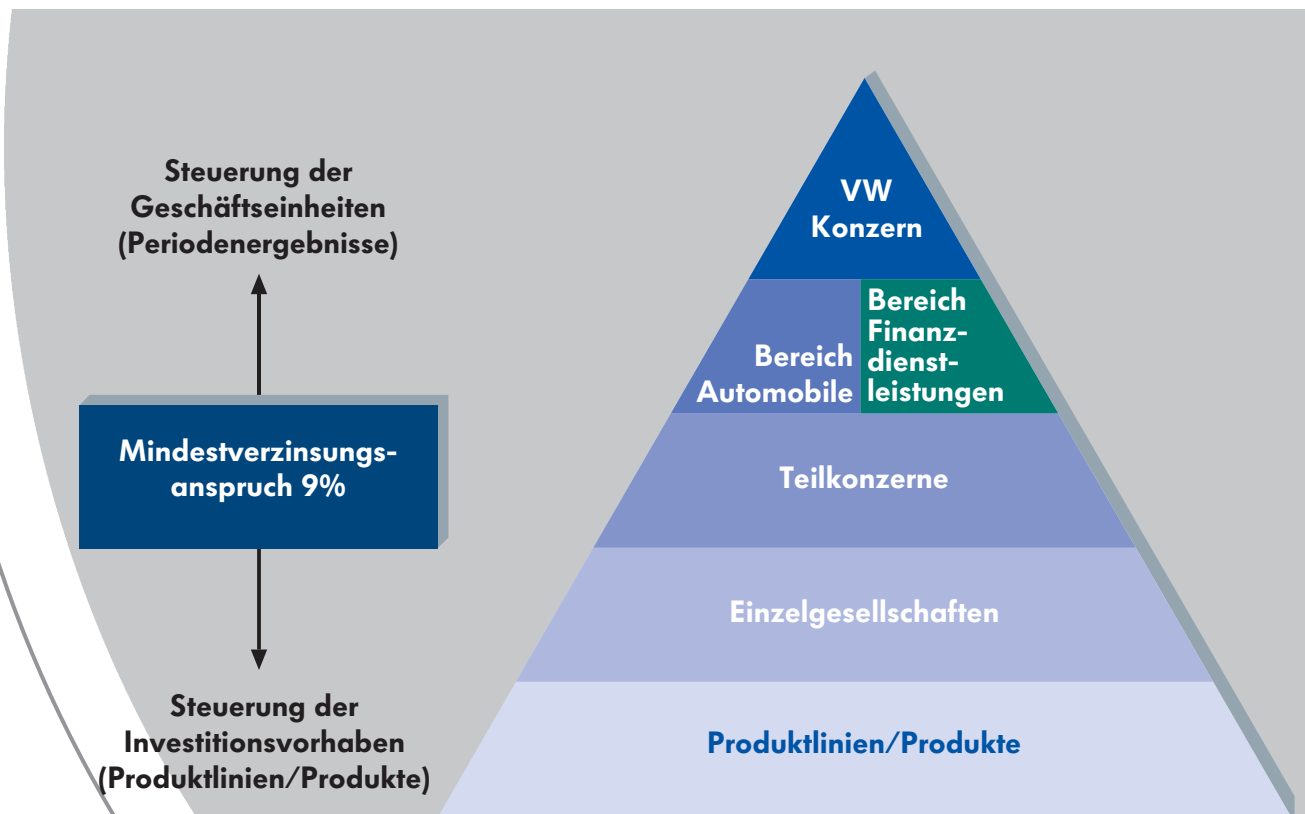 Steuerung der
Geschäftseinheiten
(Periodenergebnisse)
Mindestverzinsungs-
anspruch 9%
Steuerung der
Investitionsvorhaben
(Produktlinien/Produkte)
VW
Konzern
Bereich
Automobile
Bereich
Finanz-
dienst-
leistungen
Teilkonzerne
Einzelgesellschaften
Produktlinien/Produkte